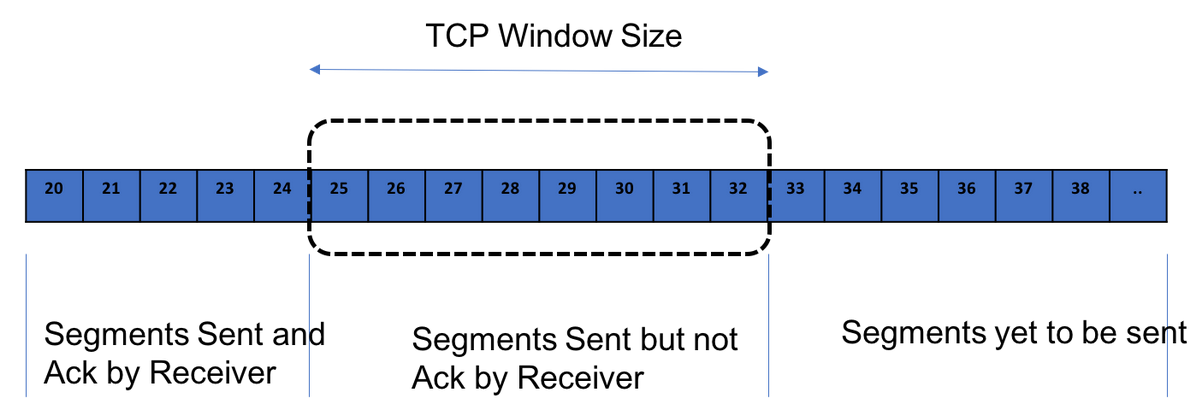 TCP Window Size
20 21 22 23 24 25 26 27 28 29 30 31 32 33 34 35 36 37 38 ..
Segments Sent and
Ack by Receiver
Segments Sent but not
Ack by Receiver
Segments yet to be sent